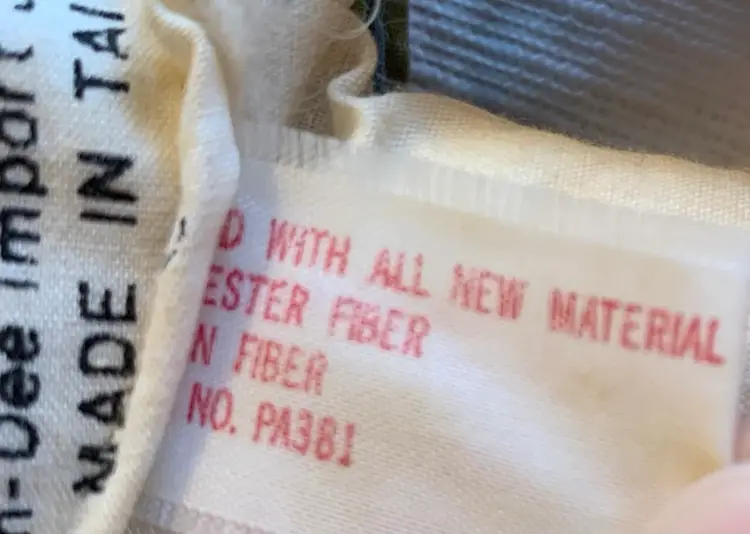 n-Dee Import
MADE IN TAI
D WITH ALL NEW MATERIAL
ESTER FIBER
N FIBER
NO. PA381